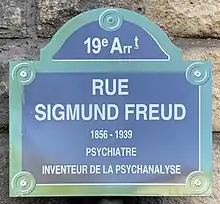 19e Arrt
RUE
SIGMUND FREUD
1856 - 1939
PSYCHIATRE
INVENTEUR DE LA PSYCHANALYSE